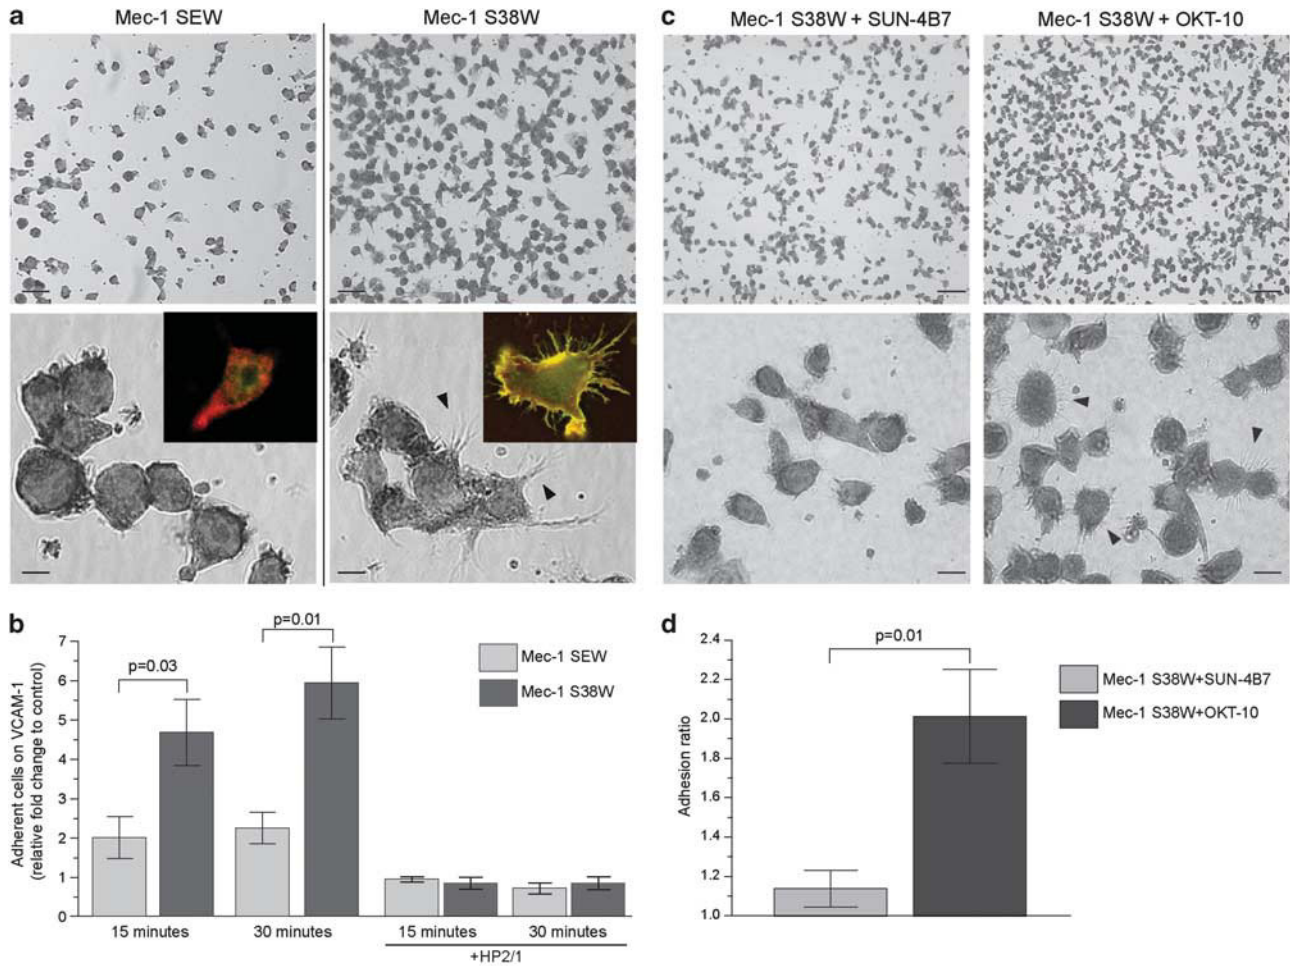 a
Mec-1 SEW
Mec-1 S38W
c
Mec-1 S38W + SUN-4B7
Mec-1 S38W + OKT-10
b
Adherent cells on VCAM-1
(relative fold change to control)
7
6
5
4
3
2
1
0
p=0.03
p=0.01
Mec-1 SEW
Mec-1 S38W
15 minutes
30 minutes
15 minutes
30 minutes
+HP2/1
d
Adhesion ratio
2.4
2.2
2.0
1.8
1.6
1.4
1.2
1.0
p=0.01
Mec-1 S38W+SUN-4B7
Mec-1 S38W+OKT-10